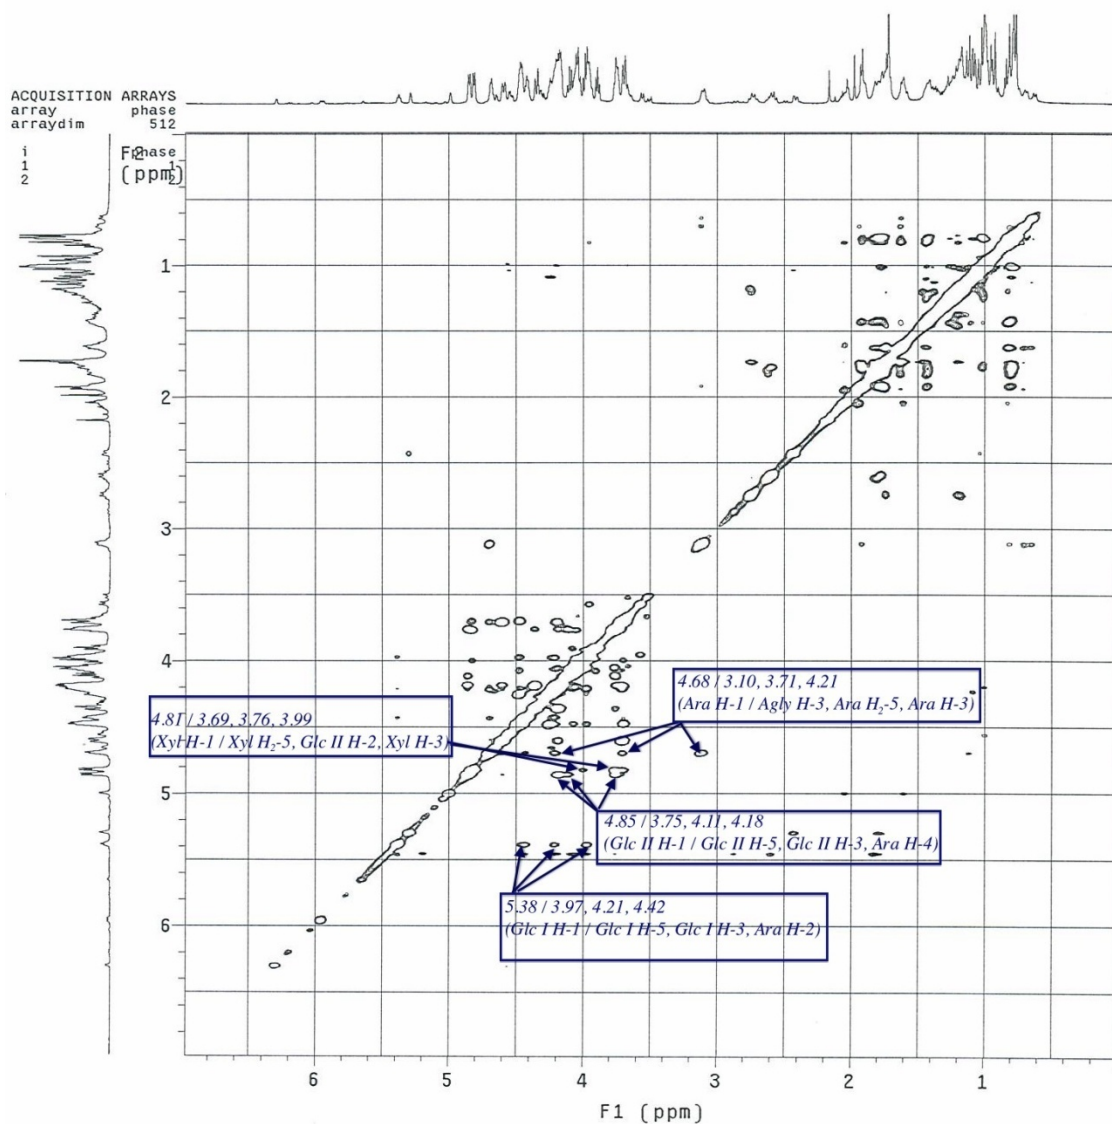 ACQUISITION ARRAYS
array phase
arraydim 512
i phase
1 1
2 2
F2
(ppm)
1
2
3
4
5
6
4.68 / 3.10, 3.71, 4.21
(Ara H-1 / Agly H-3, Ara H₂-5, Ara H-3)
4.81 / 3.69, 3.76, 3.99
(Xyl H-1 / Xyl H₂-5, Glc II H-2, Xyl H-3)
4.85 / 3.75, 4.11, 4.18
(Glc II H-1 / Glc II H-5, Glc II H-3, Ara H-4)
5.38 / 3.97, 4.21, 4.42
(Glc I H-1 / Glc I H-5, Glc I H-3, Ara H-2)
6 5 4 3 2 1
F1 (ppm)